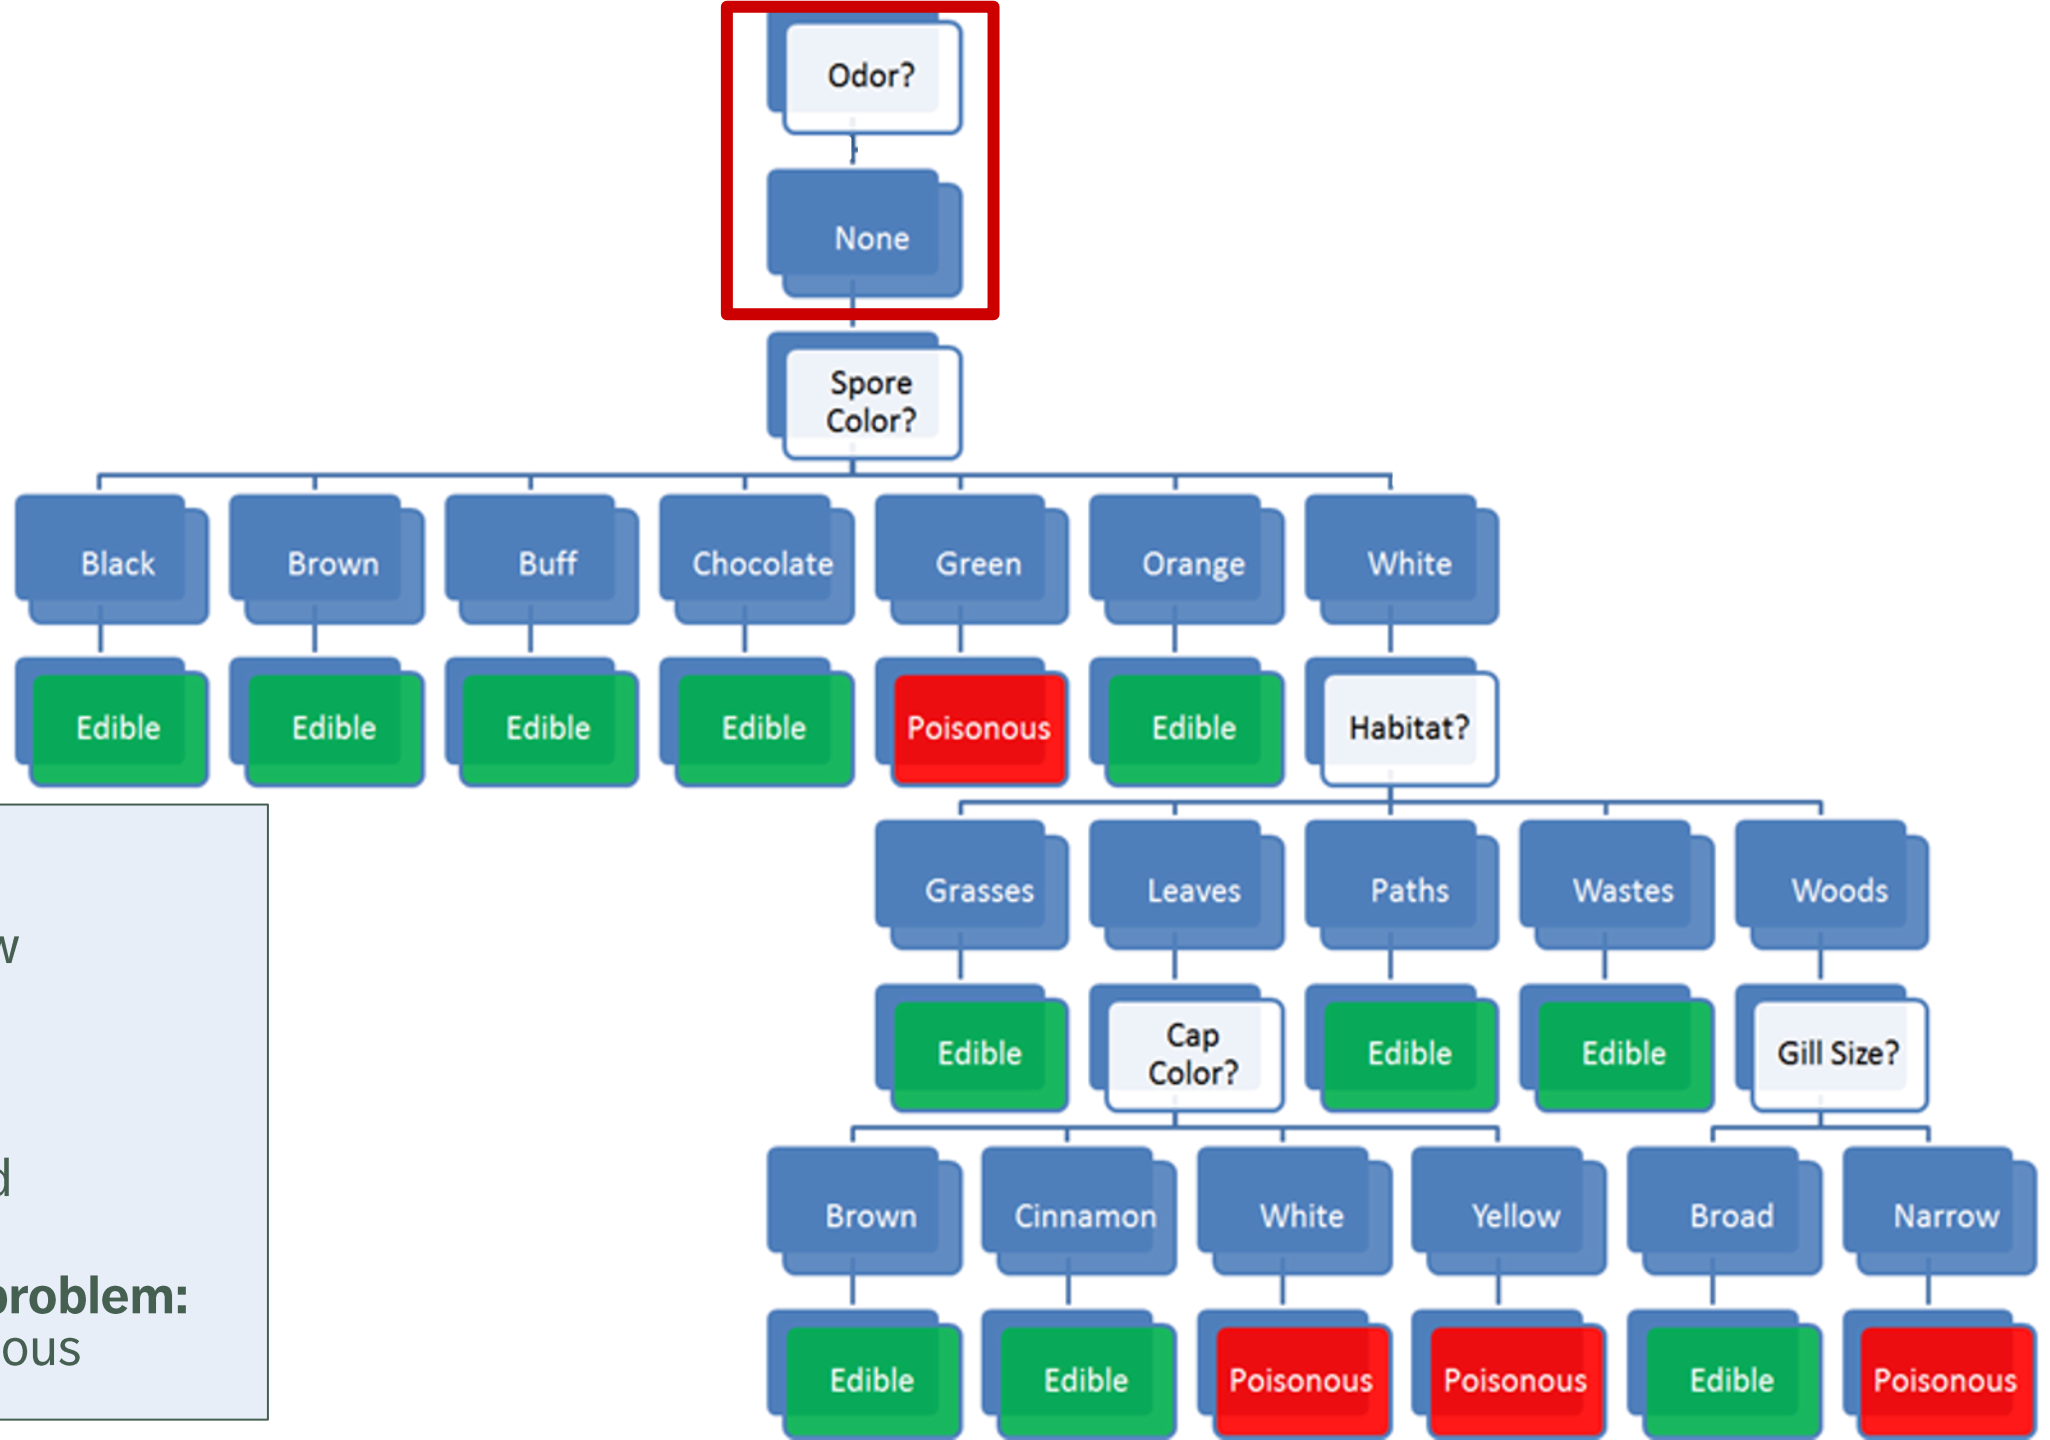 Odor?
None
Spore
Color?
Black Brown Buff Chocolate Green Orange White
Edible Edible Edible Edible Poisonous Edible Habitat?
Grasses Leaves Paths Wastes Woods
Edible Cap
Color? Edible Edible Gill Size?
Brown Cinnamon White Yellow Broad Narrow
Edible Edible Poisonous Poisonous Edible Poisonous
w
d
problem:
ous